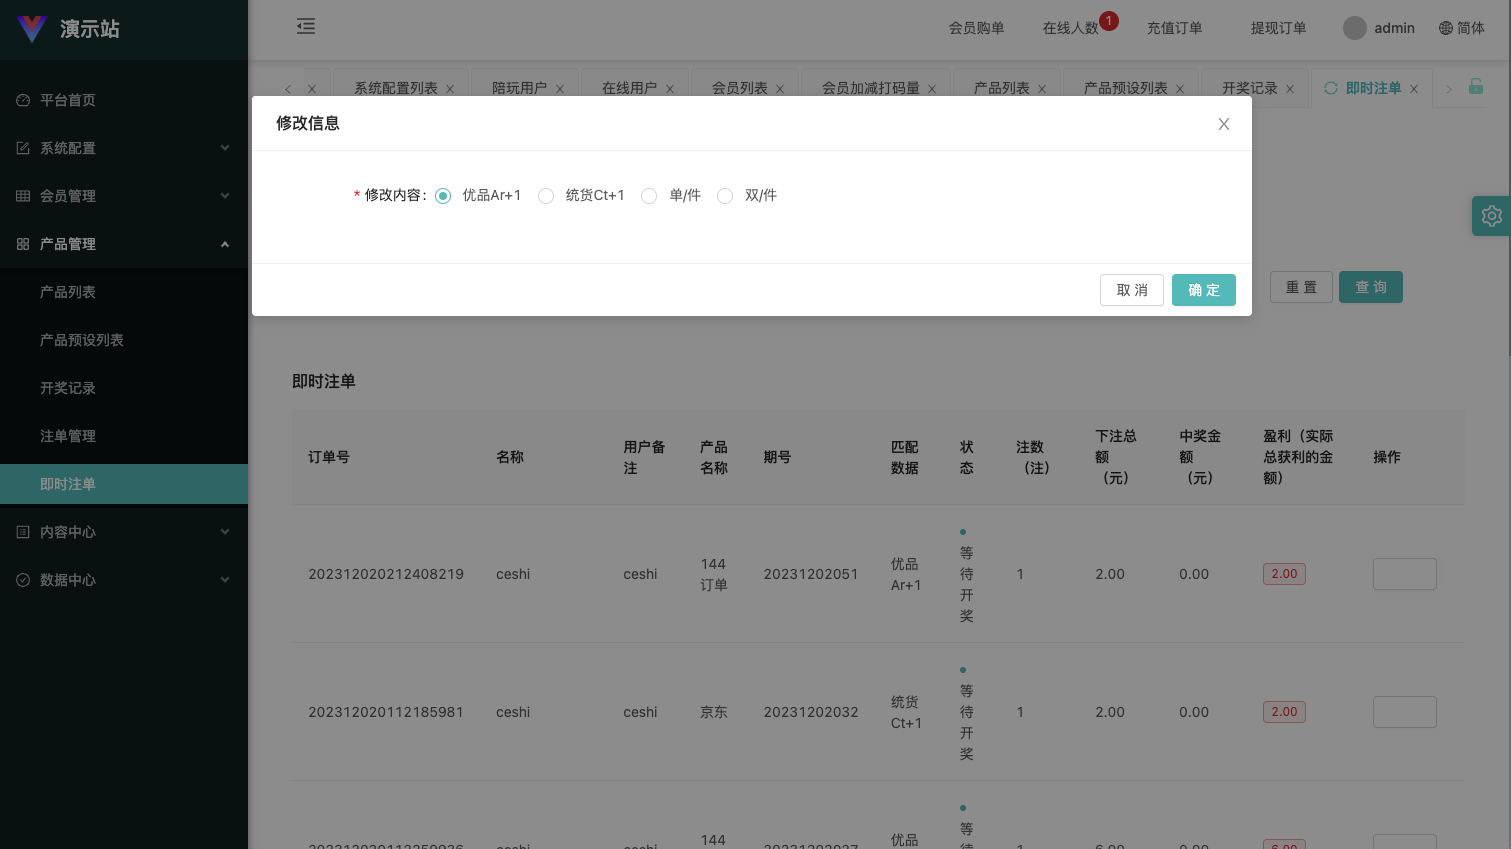 演示站
会员购单
在线人数
1
充值订单
提现订单
admin
简体
平台首页
系统配置
会员管理
产品管理
产品列表
产品预设列表
开奖记录
注单管理
即时注单
内容中心
数据中心
系统配置列表
陪玩用户
在线用户
会员列表
会员加减打码量
产品列表
产品预设列表
开奖记录
即时注单
修改信息
* 修改内容：
优品Ar+1
统货Ct+1
单/件
双/件
取 消
确 定
重 置
查 询
即时注单
订单号
名称
用户备注
产品名称
期号
匹配数据
状态
注数（注）
下注总额（元）
中奖金额（元）
盈利（实际总获利的金额）
操作
202312020212408219 ceshi ceshi 144订单 20231202051 优品Ar+1 等待开奖 1 2.00 0.00 2.00
202312020112185981 ceshi ceshi 京东 20231202032 统货Ct+1 等待开奖 1 2.00 0.00 2.00
144 优品 等待